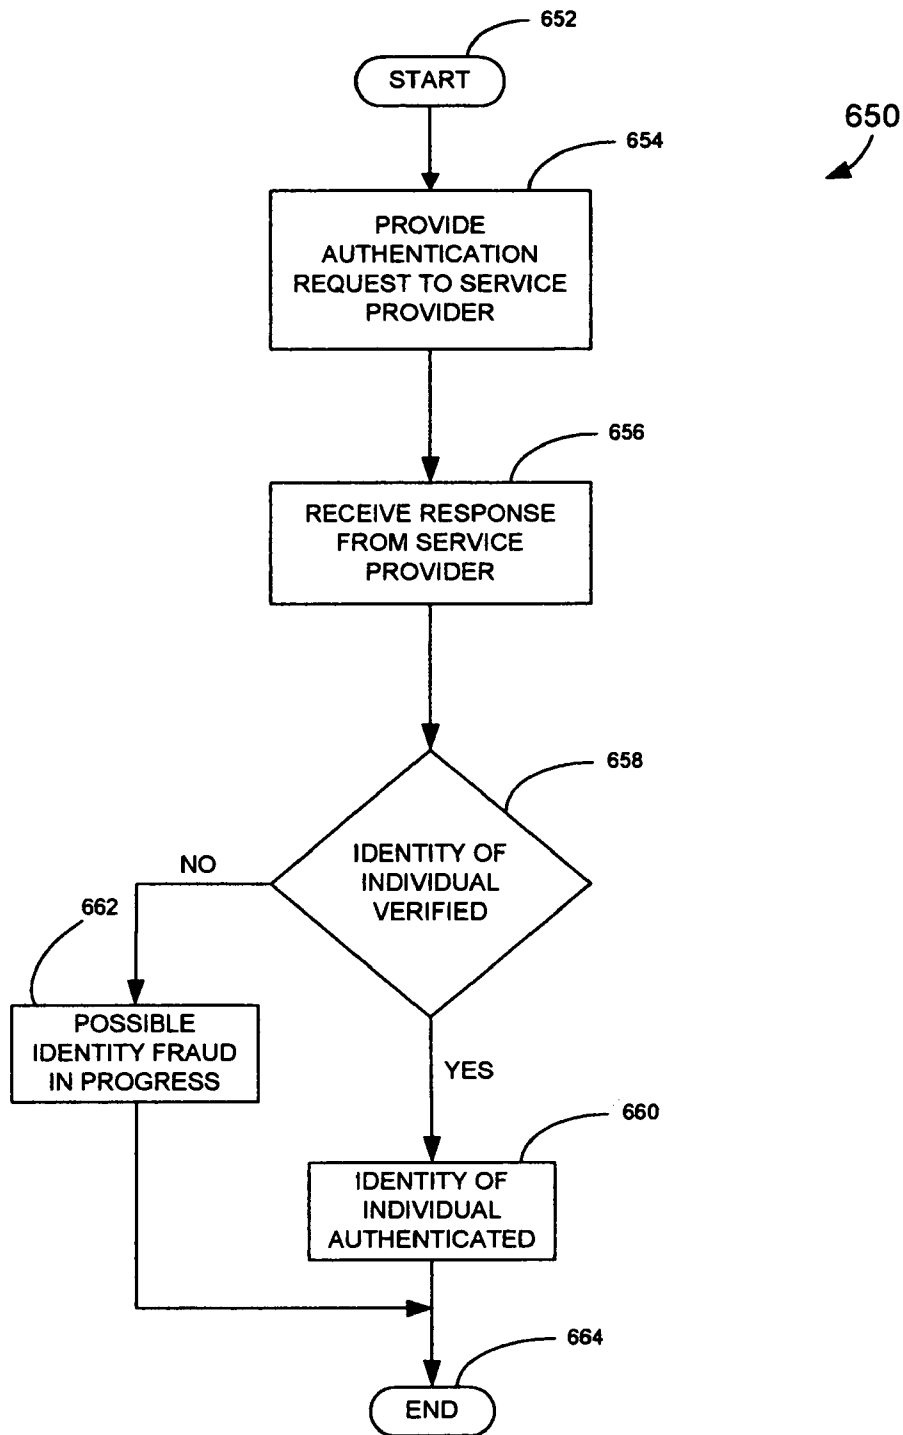 652
START
650
654
PROVIDE
AUTHENTICATION
REQUEST TO SERVICE
PROVIDER
656
RECEIVE RESPONSE
FROM SERVICE
PROVIDER
658
IDENTITY OF
INDIVIDUAL
VERIFIED
NO
662
POSSIBLE
IDENTITY FRAUD
IN PROGRESS
YES
660
IDENTITY OF
INDIVIDUAL
AUTHENTICATED
664
END